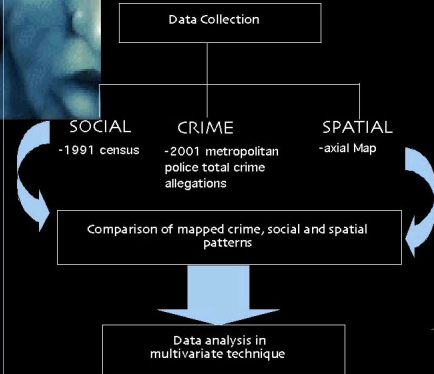 Data Collection
SOCIAL
-1991 census
CRIME
-2001 metropolitan
police total crime
allegations
SPATIAL
-axial Map
Comparison of mapped crime, social and spatial
patterns
Data analysis in
multivariate technique